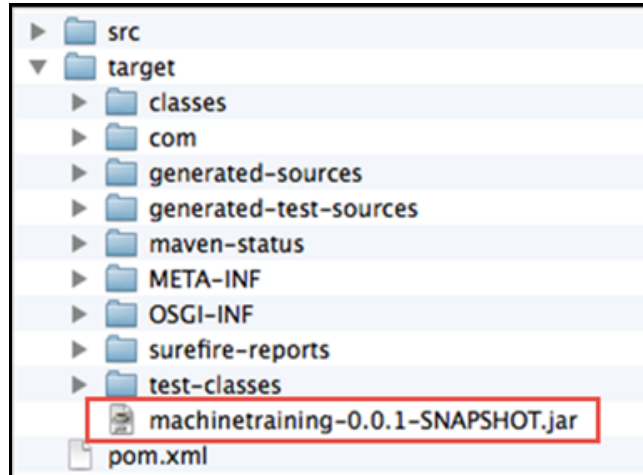 src
target
classes
com
generated-sources
generated-test-sources
maven-status
META-INF
OSGI-INF
surefire-reports
test-classes
machinetraining-0.0.1-SNAPSHOT.jar
pom.xml